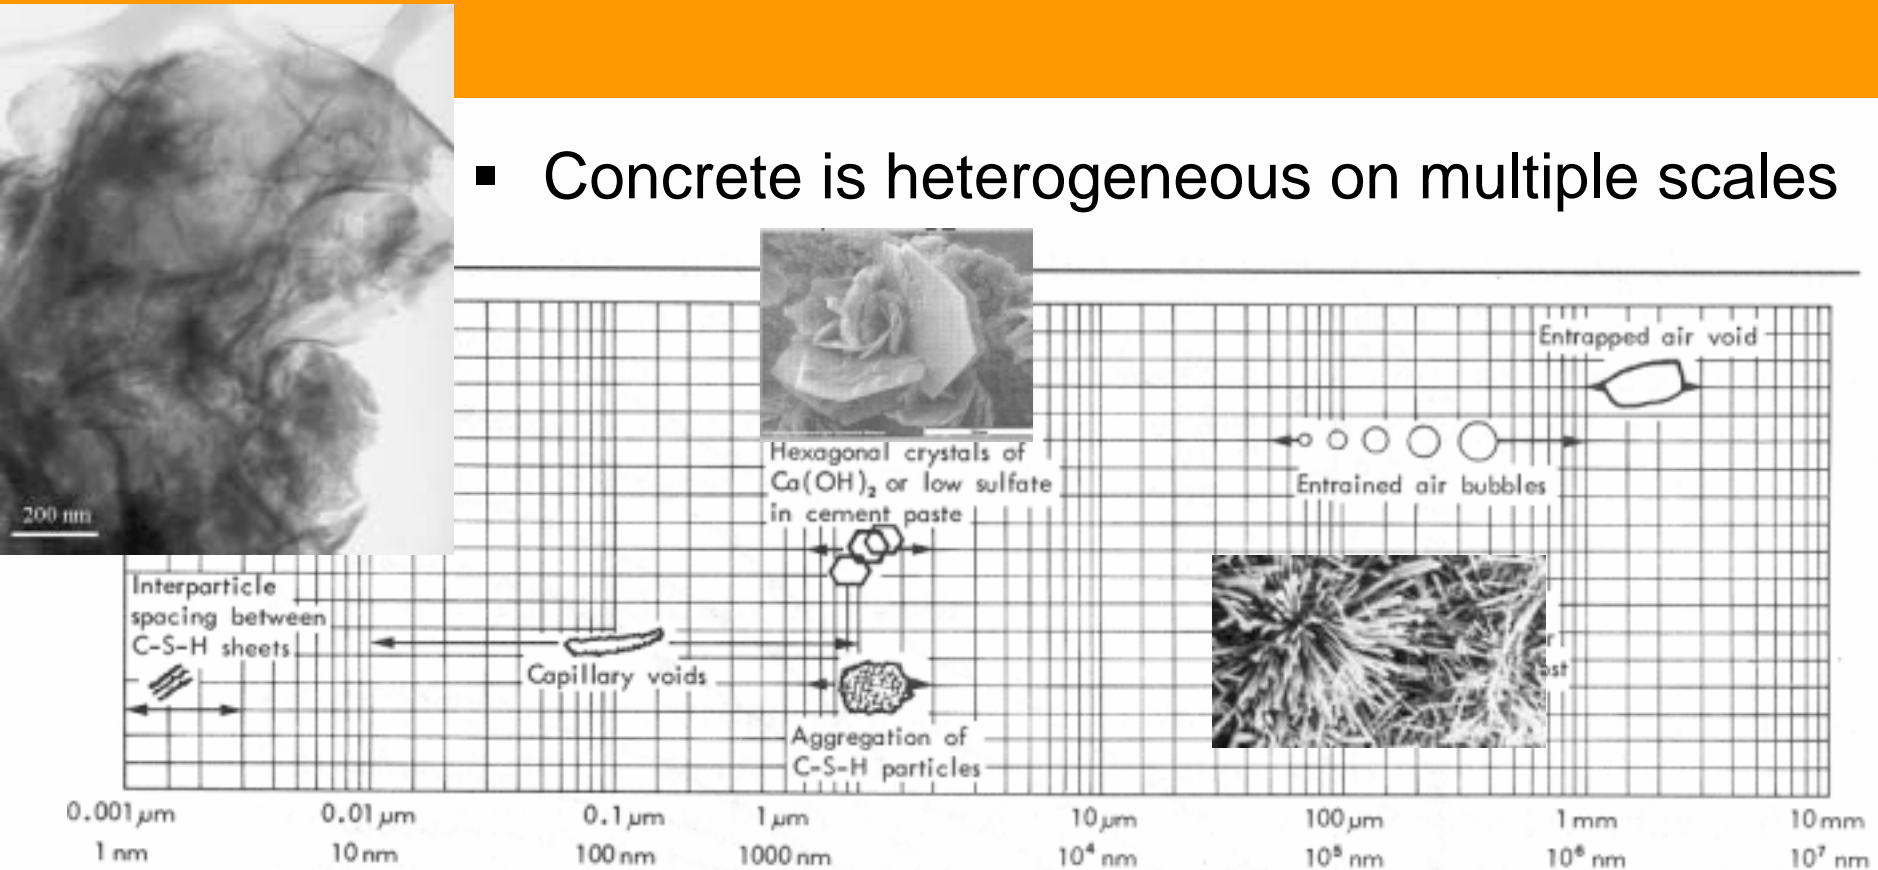 ▪ Concrete is heterogeneous on multiple scales
200 nm
Entrapped air void
Hexagonal crystals of
Ca(OH)₂ or low sulfate
in cement paste
Entrained air bubbles
Interparticle
spacing between
C-S-H sheets
Capillary voids
Aggregation of
C-S-H particles
0.001 μm 0.01 μm 0.1 μm 1 μm 10 μm 100 μm 1 mm 10 mm
1 nm 10 nm 100 nm 1000 nm 10⁴ nm 10⁵ nm 10⁶ nm 10⁷ nm